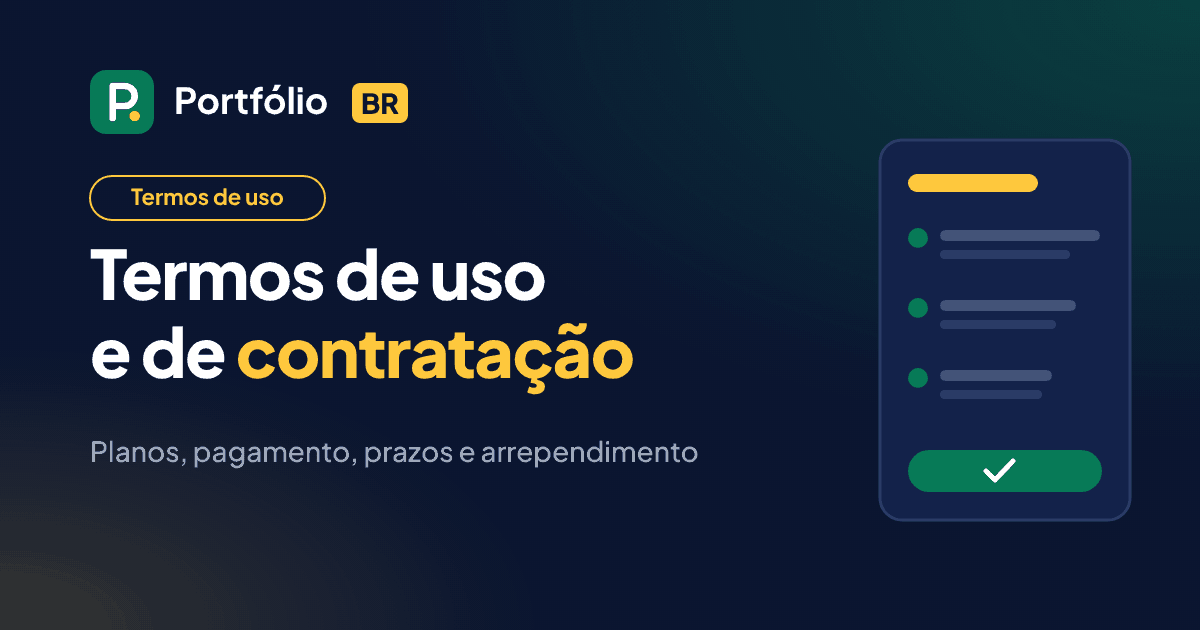 P.
Portfólio BR
Termos de uso
Termos de uso
e de contratação
Planos, pagamento, prazos e arrependimento